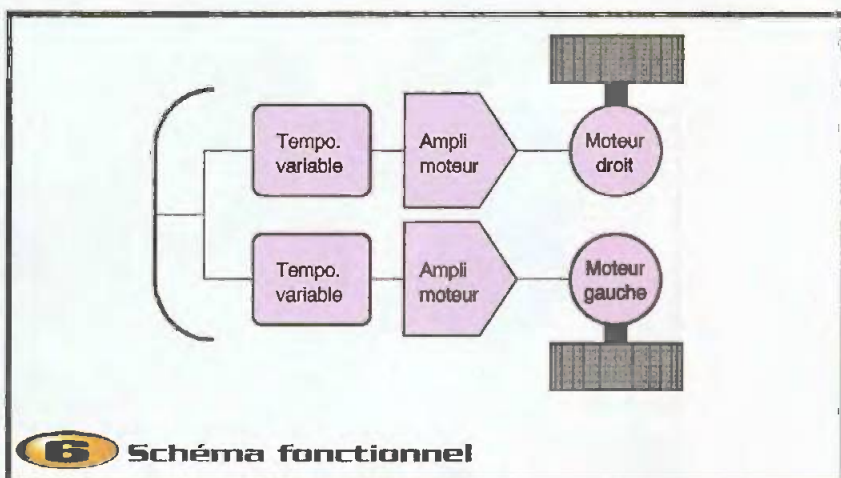 Tempo.
variable
Ampli
moteur
Moteur
droit
Tempo.
variable
Ampli
moteur
Moteur
gauche
6 Schéma fonctionnel